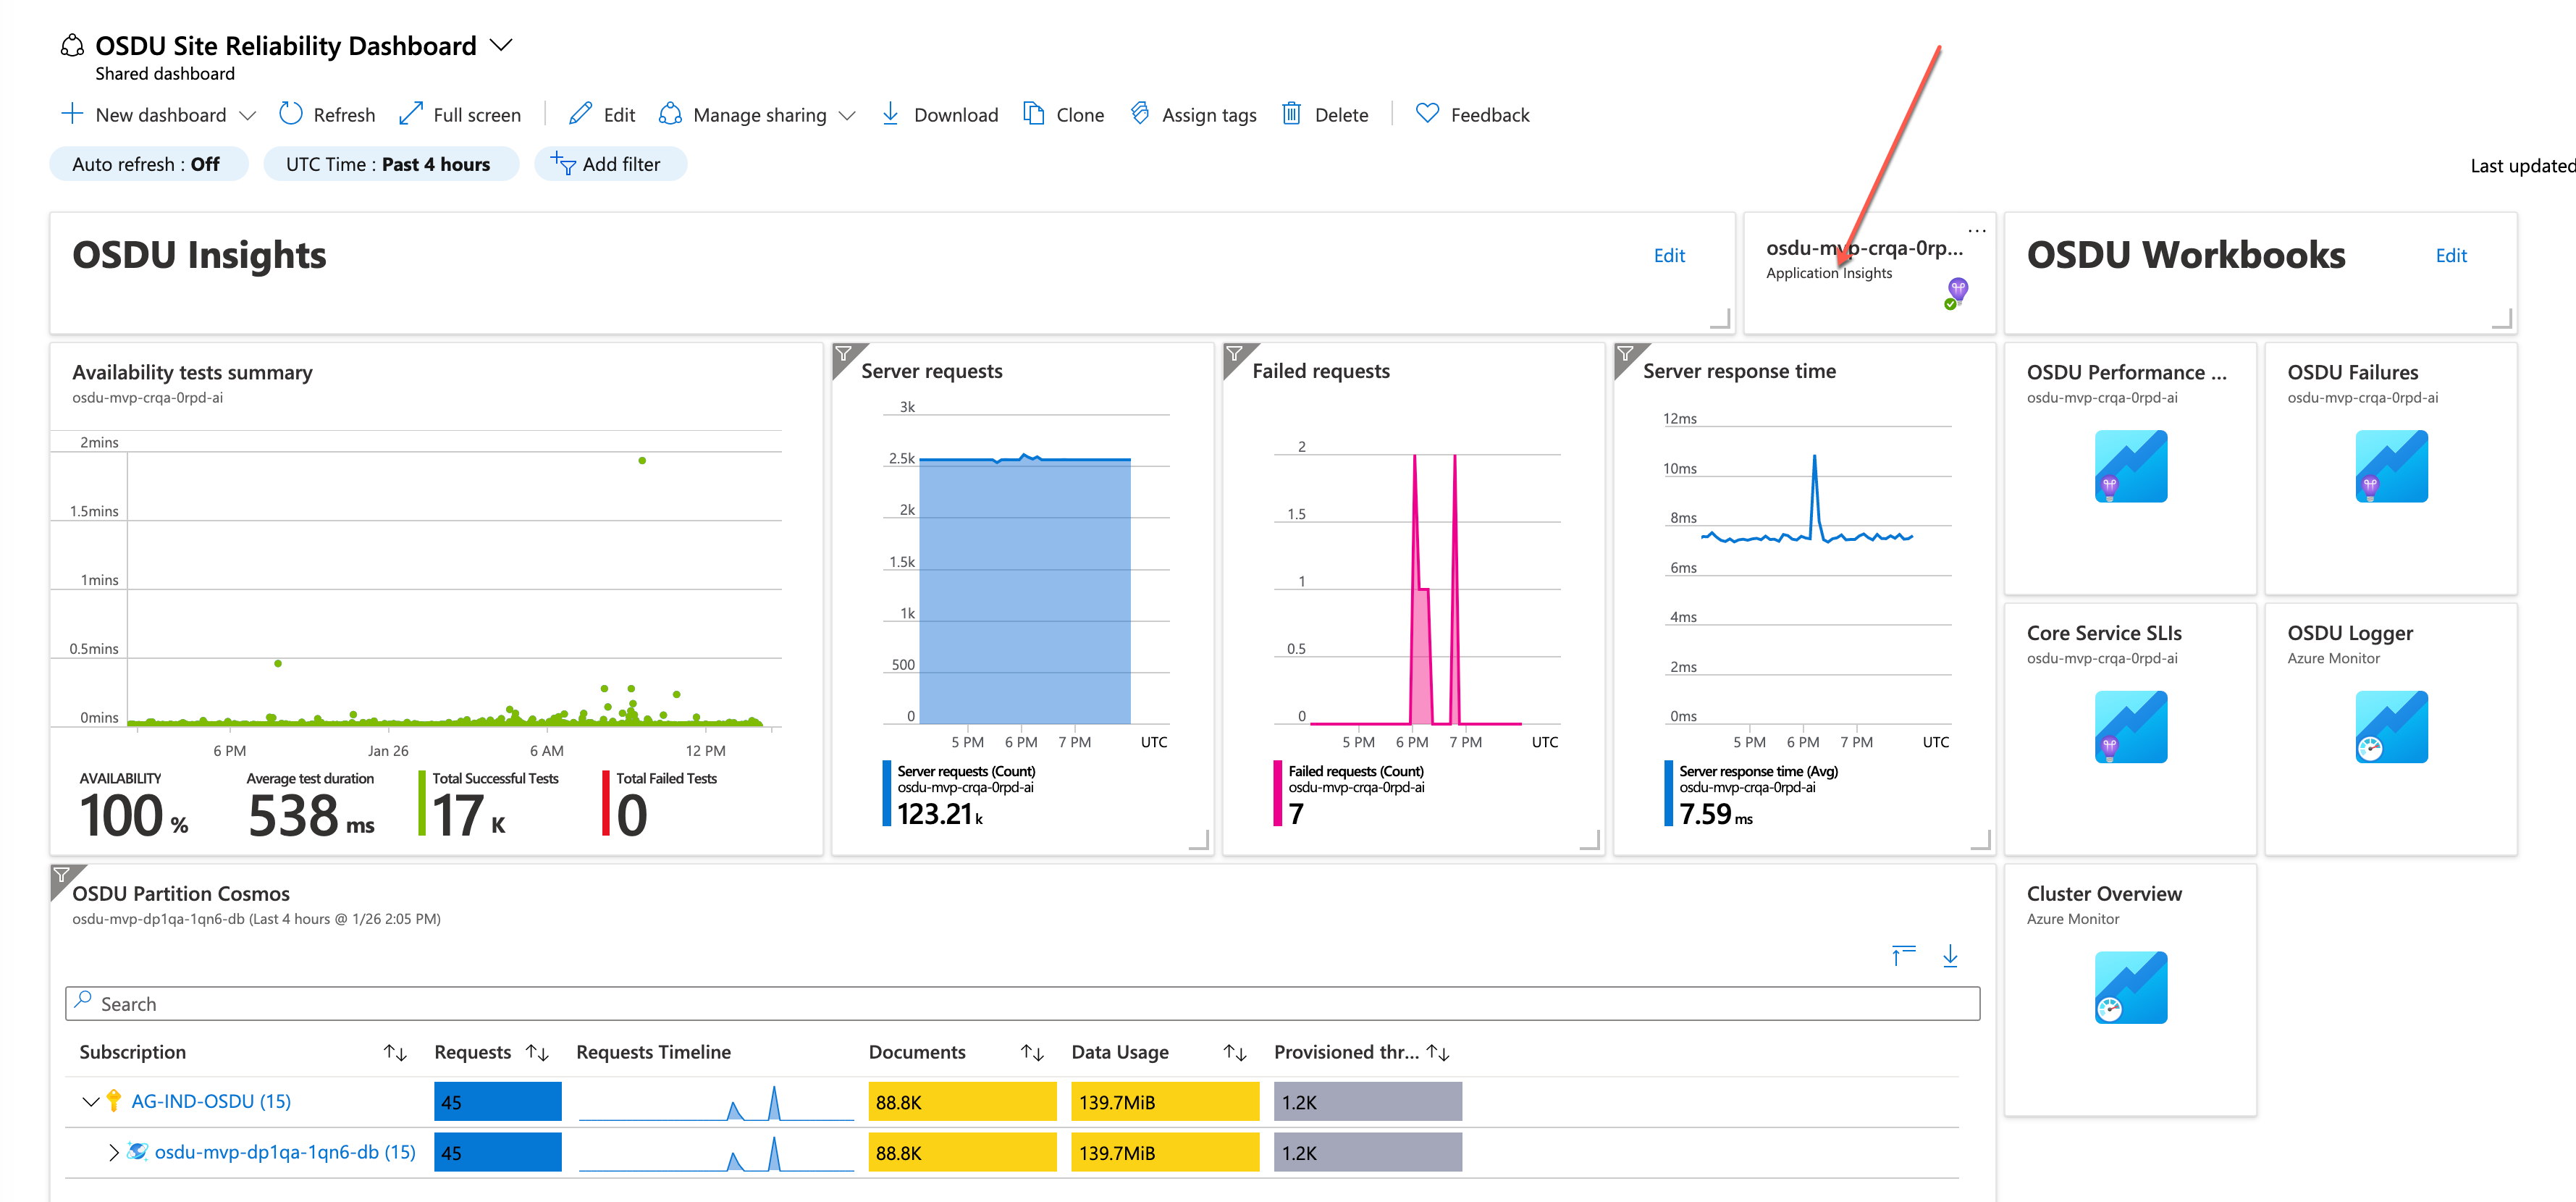 OSDU Site Reliability Dashboard
Shared dashboard
New dashboard
Refresh
Full screen
Edit
Manage sharing
Download
Clone
Assign tags
Delete
Feedback
Auto refresh : Off
UTC Time : Past 4 hours
Add filter
Last updated
OSDU Insights
Edit
osdu-mvp-crqa-0rp...
Application Insights
OSDU Workbooks
Edit
Availability tests summary
osdu-mvp-crqa-0rpd-ai
2mins
1.5mins
1mins
0.5mins
0mins
6 PM
Jan 26
6 AM
12 PM
AVAILABILITY
100 %
Average test duration
538 ms
Total Successful Tests
17 K
Total Failed Tests
0
Server requests
3k
2.5k
2k
1.5k
1k
500
0
5 PM
6 PM
7 PM
UTC
Server requests (Count)
osdu-mvp-crqa-0rpd-ai
123.21 k
Failed requests
2
1.5
1
0.5
0
5 PM
6 PM
7 PM
UTC
Failed requests (Count)
osdu-mvp-crqa-0rpd-ai
7
Server response time
12ms
10ms
8ms
6ms
4ms
2ms
0ms
5 PM
6 PM
7 PM
UTC
Server response time (Avg)
osdu-mvp-crqa-0rpd-ai
7.59 ms
OSDU Performance ...
osdu-mvp-crqa-0rpd-ai
OSDU Failures
osdu-mvp-crqa-0rpd-ai
Core Service SLIs
osdu-mvp-crqa-0rpd-ai
OSDU Logger
Azure Monitor
OSDU Partition Cosmos
osdu-mvp-dp1qa-1qn6-db (Last 4 hours @ 1/26 2:05 PM)
Search
Subscription
Requests
Requests Timeline
Documents
Data Usage
Provisioned thr...
AG-IND-OSDU (15)
45
88.8K
139.7MiB
1.2K
osdu-mvp-dp1qa-1qn6-db (15)
45
88.8K
139.7MiB
1.2K
Cluster Overview
Azure Monitor